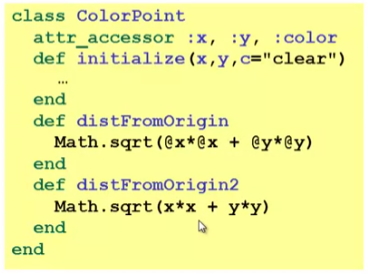 class ColorPoint
  attr_accessor :x, :y, :color
  def initialize(x,y,c="clear")
    …
  end
  def distFromOrigin
    Math.sqrt(@x*@x + @y*@y)
  end
  def distFromOrigin2
    Math.sqrt(x*x + y*y)
  end
end